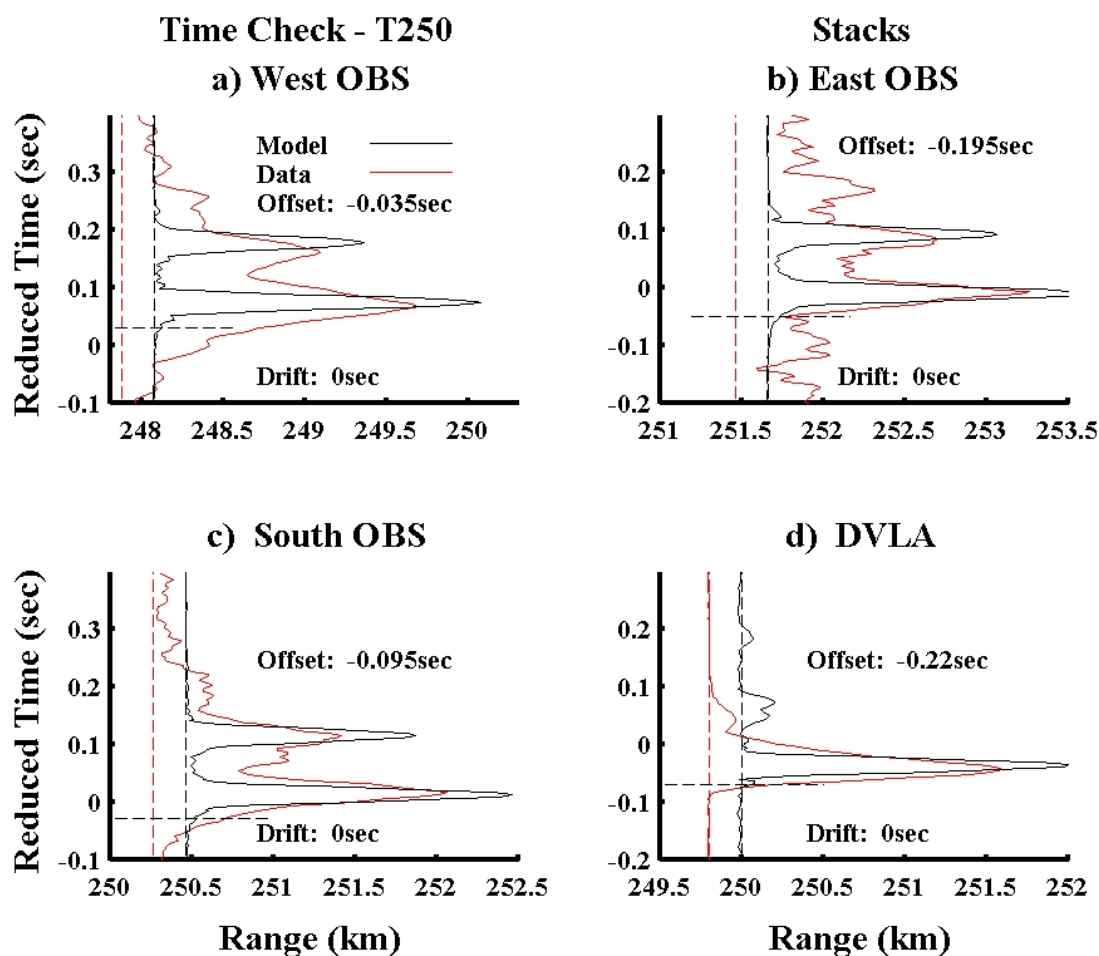 Time Check - T250
Stacks
a) West OBS
b) East OBS
Reduced Time (sec)
0.3
0.2
0.1
0
-0.1
Model
Data
Offset: -0.035sec
Drift: 0sec
248
248.5
249
249.5
250
0.2
0.1
0
-0.1
-0.2
Offset: -0.195sec
Drift: 0sec
251
251.5
252
252.5
253
253.5
c) South OBS
d) DVLA
Reduced Time (sec)
0.3
0.2
0.1
0
-0.1
Offset: -0.095sec
Drift: 0sec
250
250.5
251
251.5
252
252.5
Range (km)
0.2
0.1
0
-0.1
-0.2
Offset: -0.22sec
Drift: 0sec
249.5
250
250.5
251
251.5
252
Range (km)